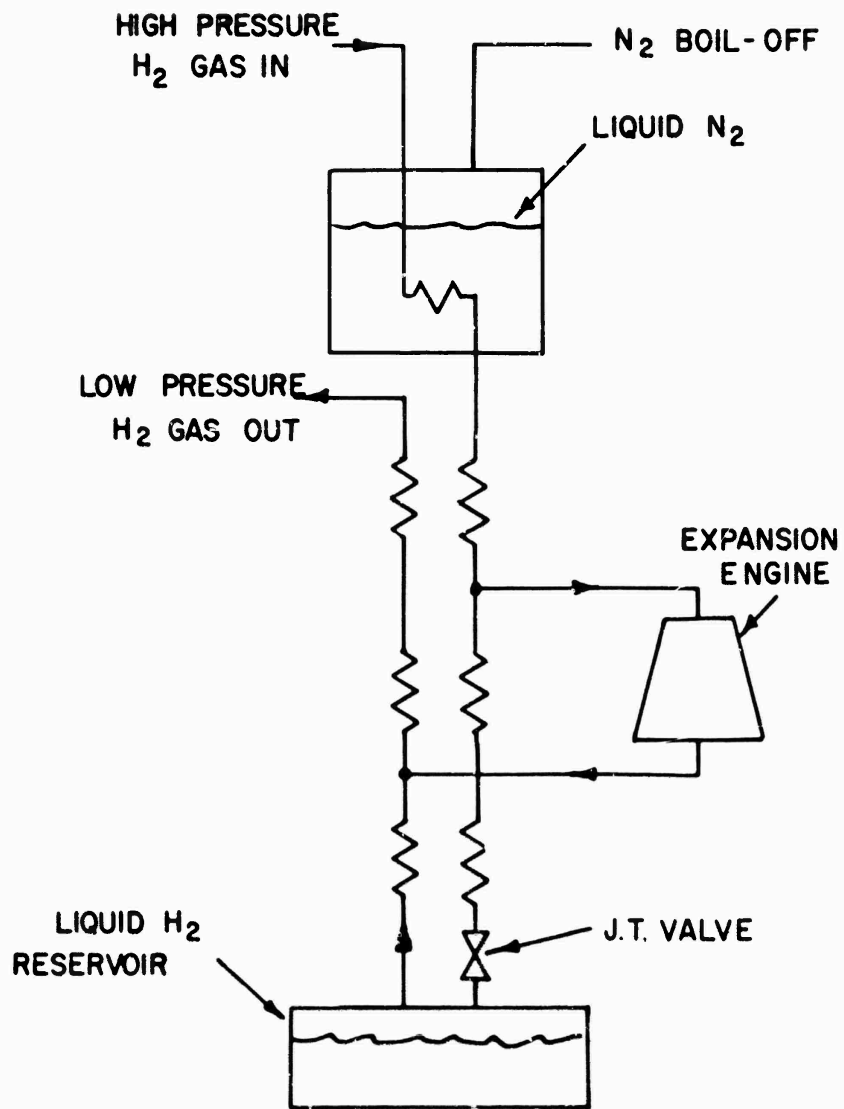 HIGH PRESSURE
H2 GAS IN
N2 BOIL-OFF
LIQUID N2
LOW PRESSURE
H2 GAS OUT
EXPANSION
ENGINE
LIQUID H2
RESERVOIR
J.T. VALVE